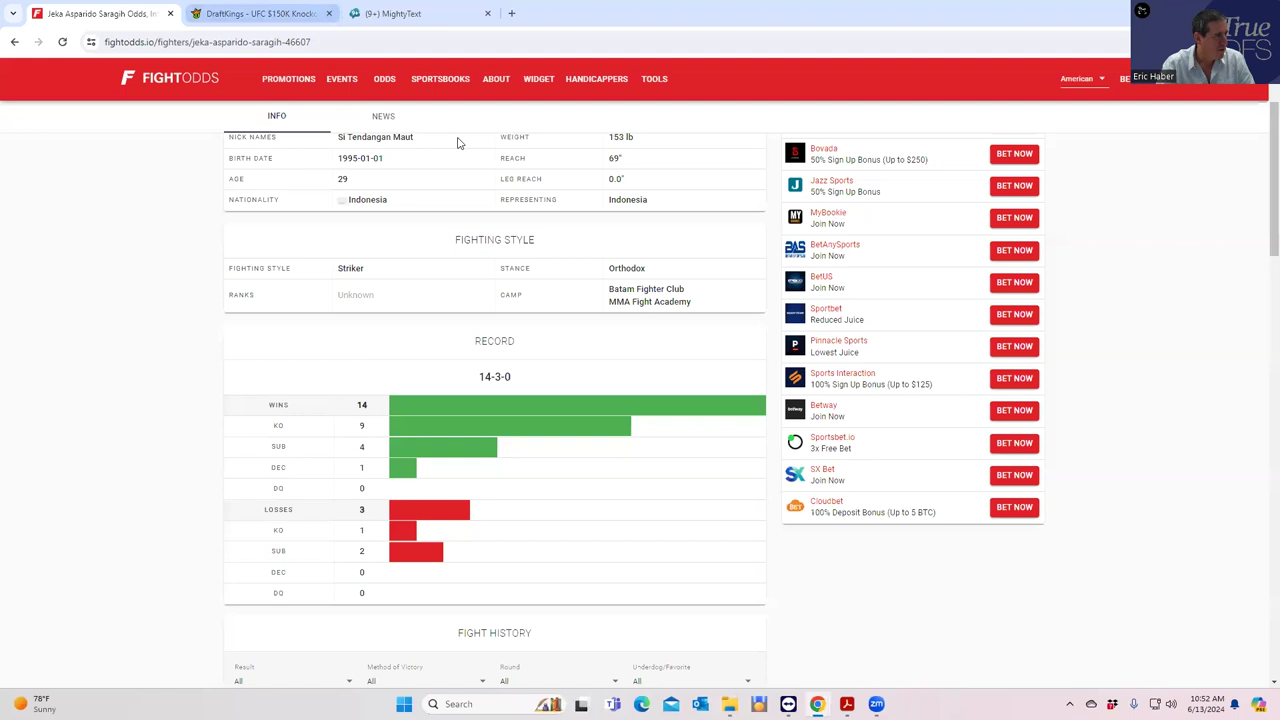 Jeka Asparido Saragih Odds, In
DraftKings - UFC $150K Knocko
(9+) MightyText
fightodds.io/fighters/jeka-asparido-saragih-46607
True
Eric Haber
FIGHTODDS
PROMOTIONS EVENTS ODDS SPORTSBOOKS ABOUT WIDGET HANDICAPPERS TOOLS
American
INFO NEWS
NICK NAMES Si Tendangan Maut WEIGHT 153 lb
BIRTH DATE 1995-01-01 REACH 69"
AGE 29 LEG REACH 0.0"
NATIONALITY Indonesia REPRESENTING Indonesia
FIGHTING STYLE
FIGHTING STYLE Striker STANCE Orthodox
RANKS Unknown CAMP Batam Fighter Club
MMA Fight Academy
RECORD
14-3-0
WINS 14
KO 9
SUB 4
DEC 1
DQ 0
LOSSES 3
KO 1
SUB 2
DEC 0
DQ 0
FIGHT HISTORY
Result Method of Victory Round Underdog/Favorite
All All All All
Bovada
50% Sign Up Bonus (Up to $250)
BET NOW
Jazz Sports
50% Sign Up Bonus
BET NOW
MyBookie
Join Now
BET NOW
BetAnySports
Join Now
BET NOW
BetUS
Join Now
BET NOW
Sportbet
Reduced Juice
BET NOW
Pinnacle Sports
Lowest Juice
BET NOW
Sports Interaction
100% Sign Up Bonus (Up to $125)
BET NOW
Betway
Join Now
BET NOW
Sportsbet.io
3x Free Bet
BET NOW
SX Bet
Join Now
BET NOW
Cloudbet
100% Deposit Bonus (Up to 5 BTC)
BET NOW
78°F
Sunny
Search
10:52 AM
6/13/2024